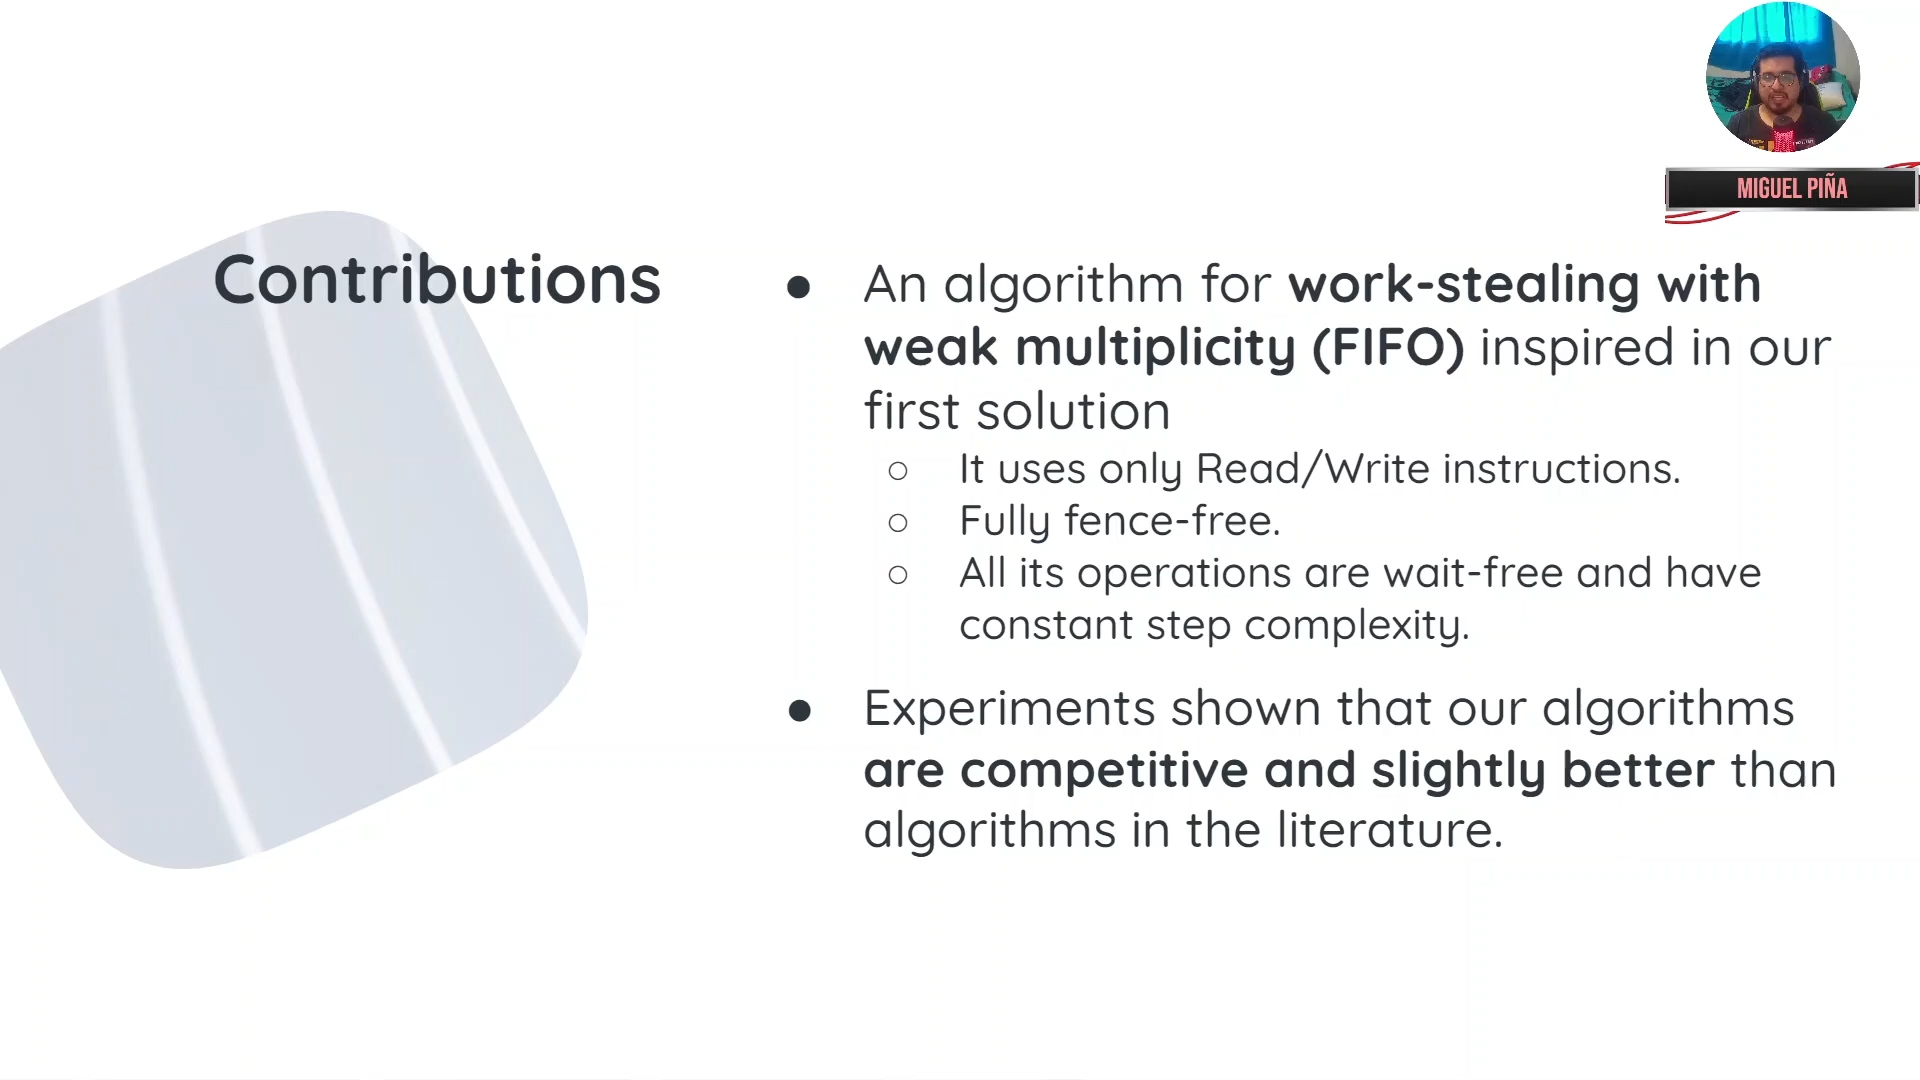 MIGUEL PIÑA
Contributions
● An algorithm for work-stealing with
weak multiplicity (FIFO) inspired in our
first solution
○ It uses only Read/Write instructions.
○ Fully fence-free.
○ All its operations are wait-free and have
constant step complexity.
● Experiments shown that our algorithms
are competitive and slightly better than
algorithms in the literature.